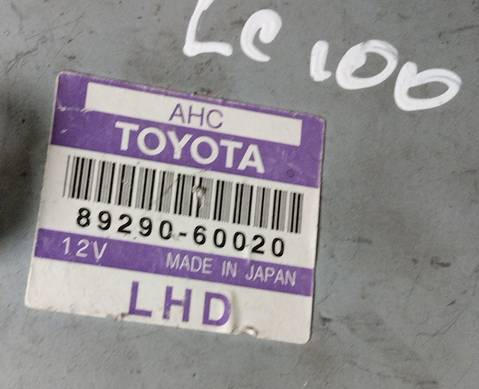 LC 100
AHC
TOYOTA
89290-60020
12V MADE IN JAPAN
LHD